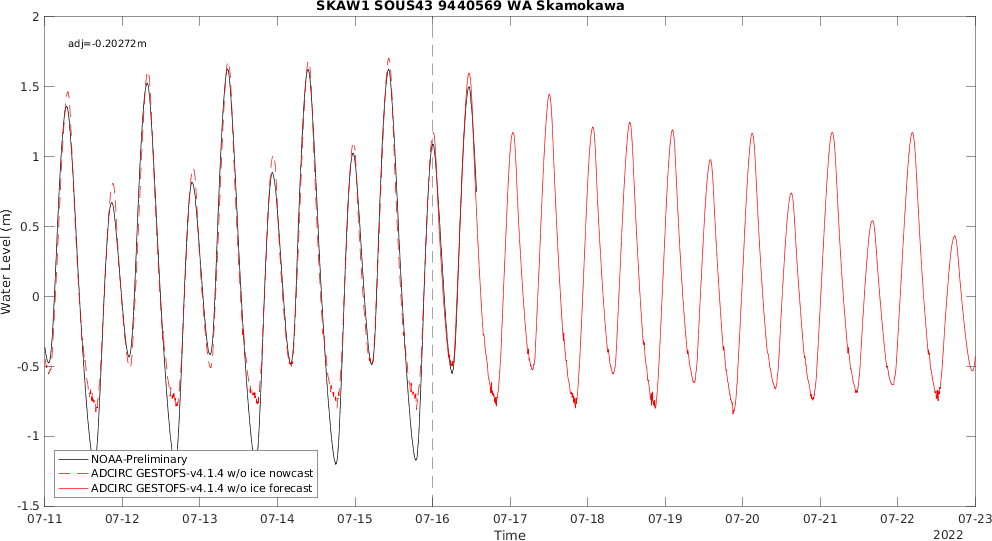 SKAW1 SOUS43 9440569 WA Skamokawa
adj=-0.20272m
Water Level (m)
2
1.5
1
0.5
0
-0.5
-1
-1.5
NOAA-Preliminary
ADCIRC GESTOFS-v4.1.4 w/o ice nowcast
ADCIRC GESTOFS-v4.1.4 w/o ice forecast
07-11 07-12 07-13 07-14 07-15 07-16 07-17 07-18 07-19 07-20 07-21 07-22 07-23
Time
2022